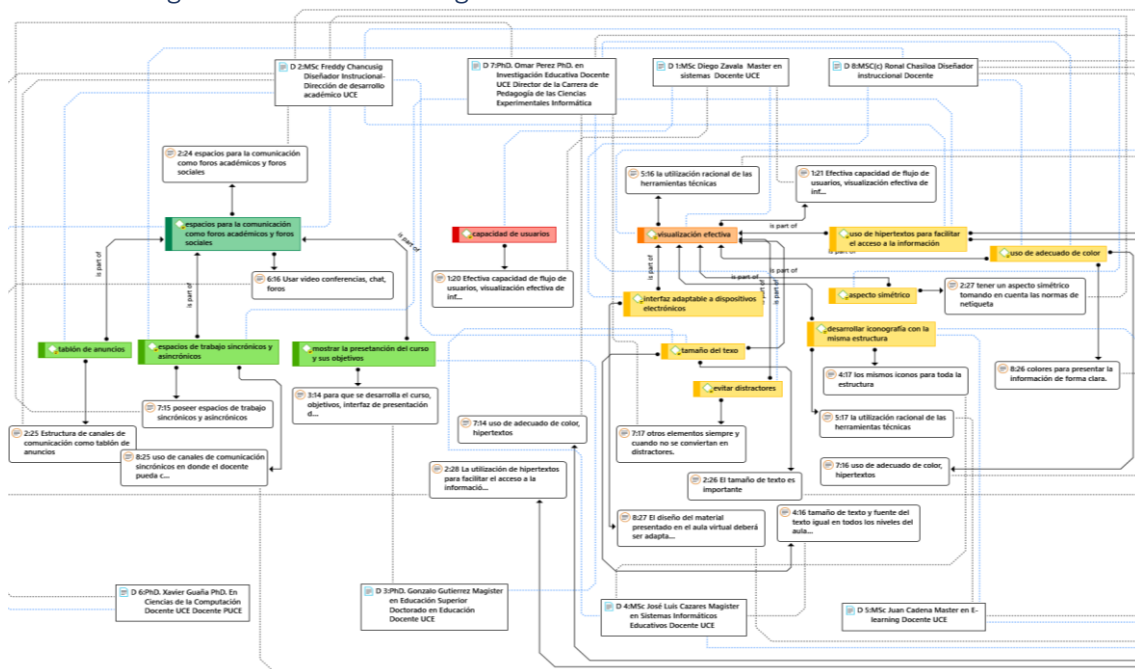 D 2:MSc Freddy Chancusig
Diseñador Instrucional-
Dirección de desarrollo
académico UCE
D 7:PhD. Omar Perez PhD. en
Investigación Educativa Docente
UCE Director de la Carrera de
Pedagogía de las Ciencias
Experimentales Informática
D 1:MSc Diego Zavala Master en
sistemas Docente UCE
D 8:MSC(c) Ronal Chasiloa Diseñador
instruccional Docente
2:24 espacios para la comunicación
como foros académicos y foros
sociales
5:16 la utilización racional de las
herramientas técnicas
1:21 Efectiva capacidad de flujo de
usuarios, visualización efectiva de
inf...
espacios para la comunicación
como foros académicos y foros
sociales
capacidad de usuarios
visualización efectiva
is part of
uso de hipertextos para facilitar
el acceso a la información
is part of
uso de adecuado de color
is part of
is part of
is part of
is part of
6:16 Usar video conferencias, chat,
foros
1:20 Efectiva capacidad de flujo de
usuarios, visualización efectiva de
inf...
interfaz adaptable a dispositivos
electrónicos
aspecto simétrico
2:27 tener un aspecto simétrico
tomando en cuenta las normas de
netiqueta
tablón de anuncios
espacios de trabajo sincrónicos y
asincrónicos
mostrar la presetanción del curso
y sus objetivos
tamaño del texo
desarrollar iconografía con la
misma estructura
evitar distractores
4:17 los mismos iconos para toda la
estructura
8:26 colores para presentar la
información de forma clara.
3:14 para que se desarrolla el curso,
objetivos, interfaz de presentación
d...
7:15 poseer espacios de trabajo
sincrónicos y asincrónicos
7:14 uso de adecuado de color,
hipertextos
7:17 otros elementos siempre y
cuando no se conviertan en
distractores.
5:17 la utilización racional de las
herramientas técnicas
2:25 Estructura de canales de
comunicación como tablón de
anuncios
8:25 uso de canales de comunicación
sincrónicos en donde el docente
pueda c...
2:28 La utilización de hipertextos
para facilitar el acceso a la
informació...
2:26 El tamaño de texto es
importante
7:16 uso de adecuado de color,
hipertextos
8:27 El diseño del material
presentado en el aula virtual deberá
ser adapta...
4:16 tamaño de texto y fuente del
texto igual en todos los niveles del
aula...
D 6:PhD. Xavier Guaña PhD. En
Ciencias de la Computación
Docente UCE Docente PUCE
D 3:PhD. Gonzalo Gutierrez Magister
en Educación Superior
Doctorado en Educación
Docente UCE
D 4:MSc José Luis Cazares Magister
en Sistemas Informáticos
Educativos Docente UCE
D 5:MSc Juan Cadena Master en E-
learning Docente UCE